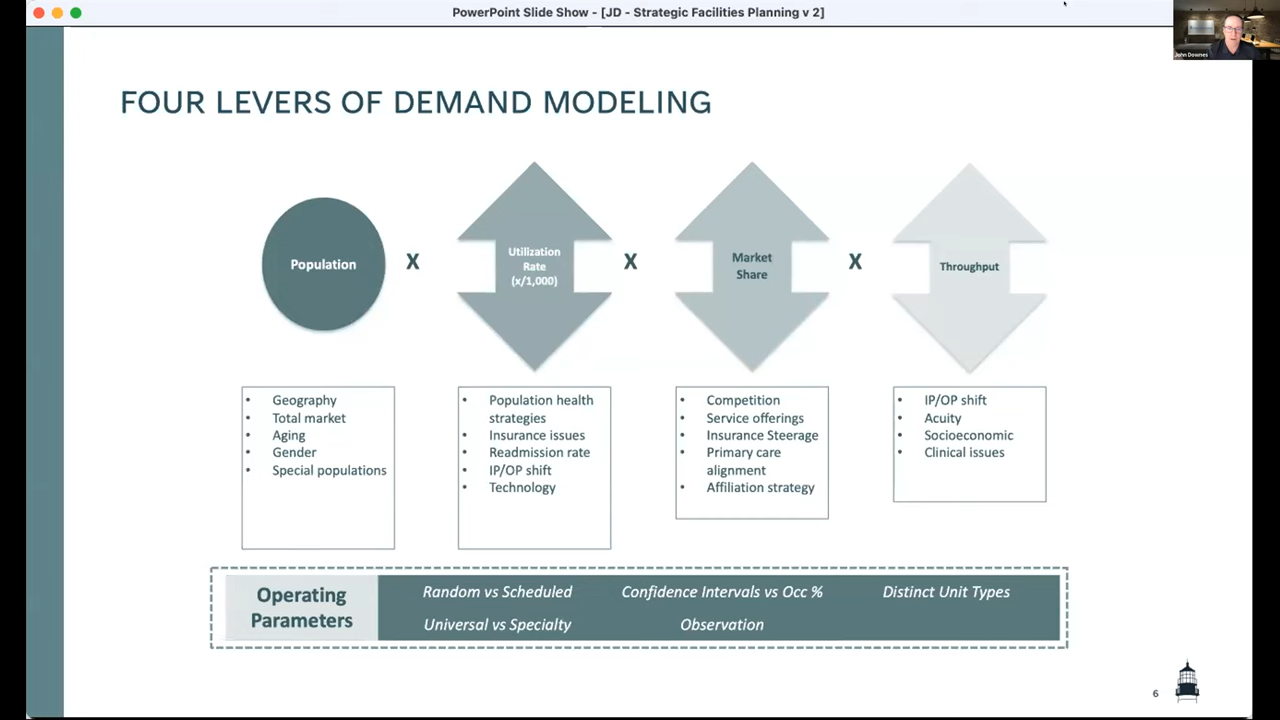 PowerPoint Slide Show - [JD - Strategic Facilities Planning v 2]
John Downes
FOUR LEVERS OF DEMAND MODELING
Population
X
Utilization
Rate
(x/1,000)
X
Market
Share
X
Throughput
• Geography
• Total market
• Aging
• Gender
• Special populations
• Population health
strategies
• Insurance issues
• Readmission rate
• IP/OP shift
• Technology
• Competition
• Service offerings
• Insurance Steerage
• Primary care
alignment
• Affiliation strategy
• IP/OP shift
• Acuity
• Socioeconomic
• Clinical issues
Operating
Parameters
Random vs Scheduled
Confidence Intervals vs Occ %
Distinct Unit Types
Universal vs Specialty
Observation
6